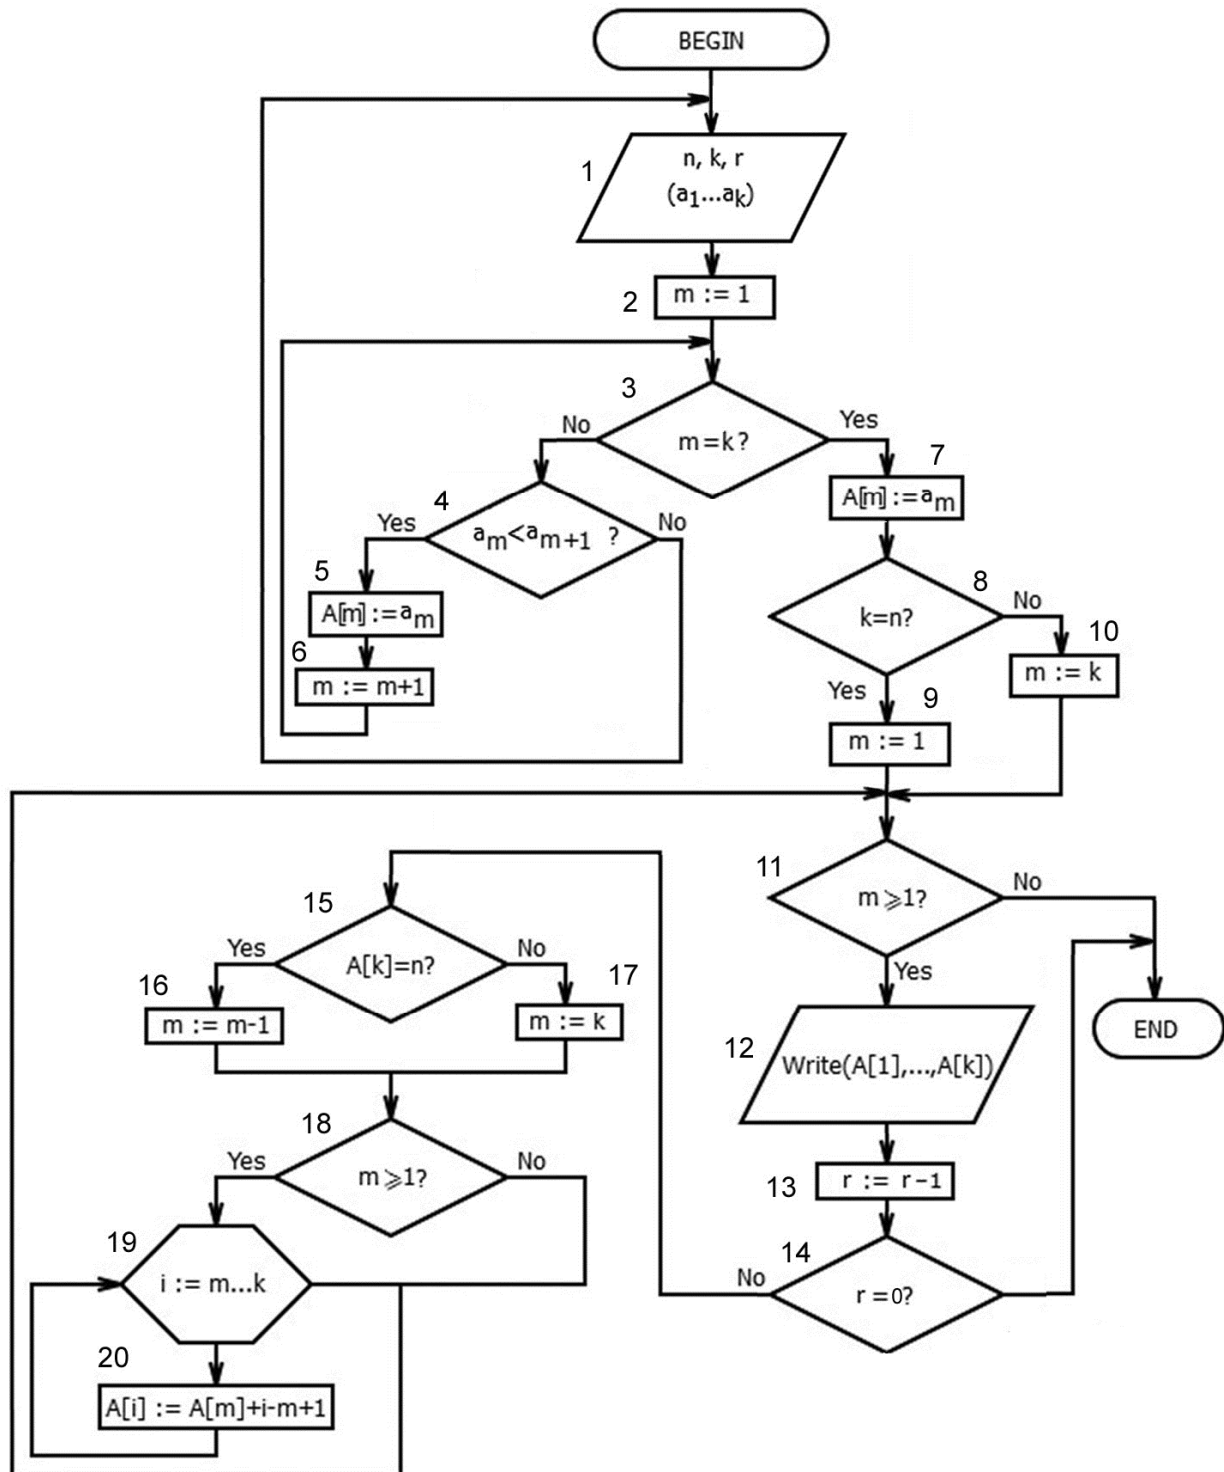 BEGIN
1
n, k, r
(a1...ak)
2
m := 1
3
No
Yes
m=k?
7
A[m]:=am
4
Yes
No
am<am+1 ?
5
A[m]:=am
6
m := m+1
8
No
k=n?
10
m := k
Yes
9
m := 1
11
No
m⩾1?
Yes
15
Yes
No
A[k]=n?
16
m := m-1
17
m := k
12
Write(A[1],...,A[k])
END
18
Yes
No
m⩾1?
13
r := r-1
14
No
r=0?
19
i := m...k
20
A[i] := A[m]+i-m+1